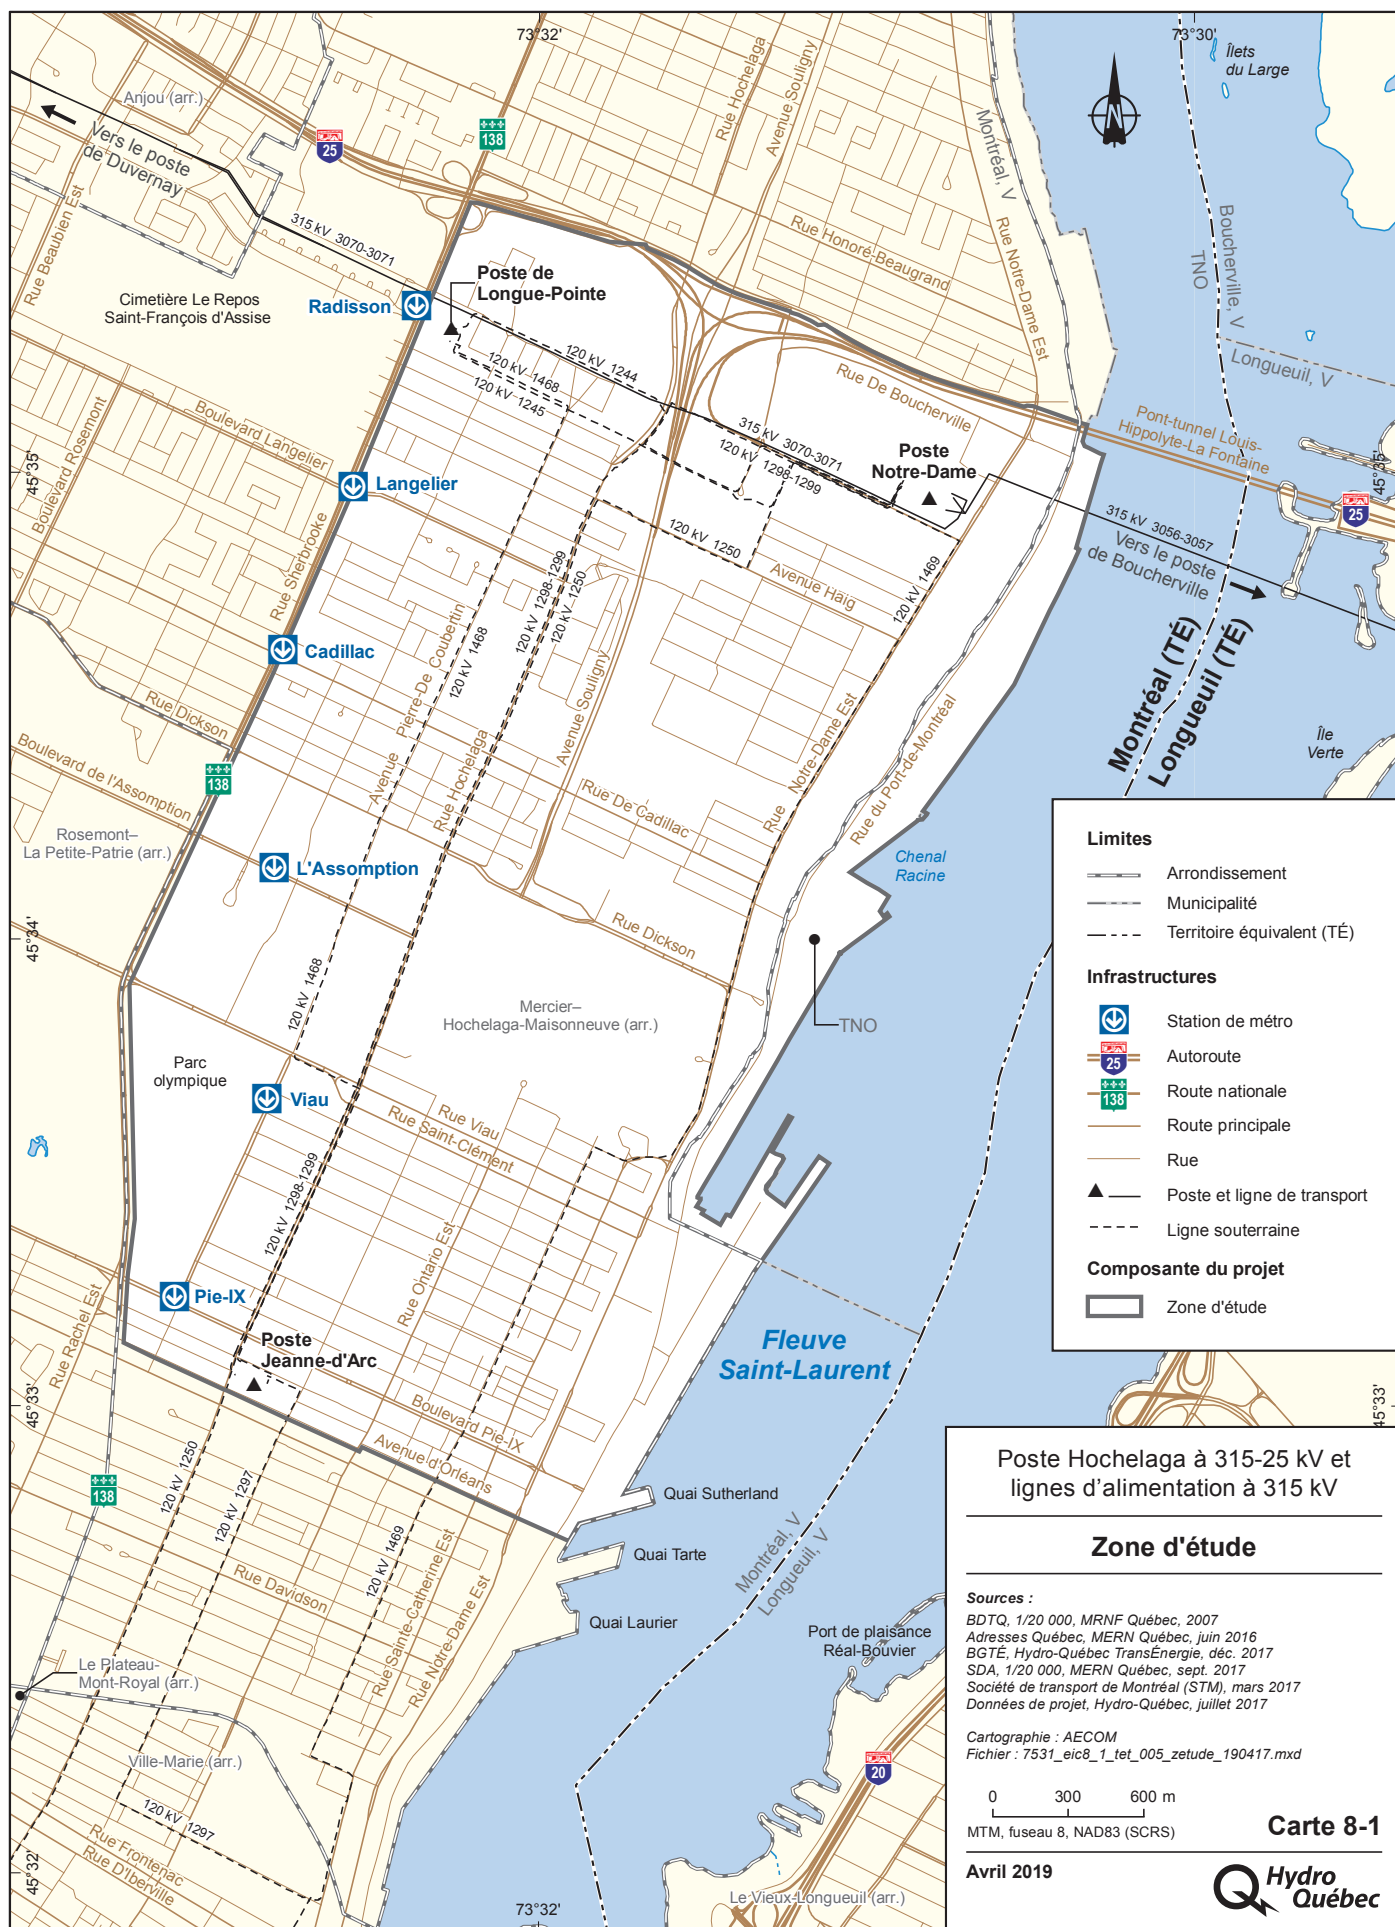 73°32'
73°30'
Îlets
du Large
Anjou (arr.)
Vers le poste
de Duvernay
25
138
Rue Hochelaga
Avenue Souligny
Montréal, V
Rue Beaubien Est
315 kV 3070-3071
Rue Honoré-Beaugrand
Rue Notre-Dame Est
TNO
Boucherville, V
Longueuil, V
Cimetière Le Repos
Saint-François d'Assise
Radisson
Poste de
Longue-Pointe
120 kV 1244
120 kV 1468
120 kV 1245
Rue De Boucherville
Boulevard Rosemont
Boulevard Langelier
45°35'
Langelier
315 kV 3070-3071
120 kV 1298-1299
Poste
Notre-Dame
Pont-tunnel Louis-
Hippolyte-La Fontaine
45°35'
25
120 kV 1250
315 kV 3056-3057
Vers le poste
de Boucherville
Rue Sherbrooke
120 kV 1298-1299
120 kV 1250
Avenue Haig
120 kV 1469
Cadillac
Avenue Pierre-De Coubertin
120 kV 1468
Avenue Souligny
Montréal (TÉ)
Longueuil (TÉ)
Rue Dickson
Boulevard de l'Assomption
138
Rue Hochelaga
Rue De Cadillac
Rue Notre-Dame Est
Rue du Port-de-Montréal
Île
Verte
Rosemont–
La Petite-Patrie (arr.)
L'Assomption
Chenal
Racine
Rue Dickson
45°34'
120 kV 1468
Mercier–
Hochelaga-Maisonneuve (arr.)
TNO
Parc
olympique
Viau
Rue Viau
Rue Saint-Clément
120 kV 1298-1299
Rue Ontario Est
Pie-IX
Rue Rachel Est
Poste
Jeanne-d'Arc
Fleuve
Saint-Laurent
45°33'
45°33'
Boulevard Pie-IX
Avenue d'Orléans
138
120 kV 1250
120 kV 1297
120 kV 1469
Quai Sutherland
Quai Tarte
Quai Laurier
Montréal, V
Longueuil, V
Rue Davidson
Rue Sainte-Catherine Est
Rue Notre-Dame Est
Port de plaisance
Réal-Bouvier
Le Plateau-
Mont-Royal (arr.)
Ville-Marie (arr.)
20
120 kV 1297
Rue Frontenac
Rue D'Iberville
45°32'
73°32'
Le Vieux-Longueuil (arr.)
Limites
Arrondissement
Municipalité
Territoire équivalent (TÉ)
Infrastructures
Station de métro
25
Autoroute
138
Route nationale
Route principale
Rue
Poste et ligne de transport
Ligne souterraine
Composante du projet
Zone d'étude
Poste Hochelaga à 315-25 kV et
lignes d'alimentation à 315 kV
Zone d'étude
Sources :
BDTQ, 1/20 000, MRNF Québec, 2007
Adresses Québec, MERN Québec, juin 2016
BGTÉ, Hydro-Québec TransÉnergie, déc. 2017
SDA, 1/20 000, MERN Québec, sept. 2017
Société de transport de Montréal (STM), mars 2017
Données de projet, Hydro-Québec, juillet 2017
Cartographie : AECOM
Fichier : 7531_eic8_1_tet_005_zetude_190417.mxd
0 300 600 m
MTM, fuseau 8, NAD83 (SCRS)
Carte 8-1
Avril 2019
Hydro
Québec
N